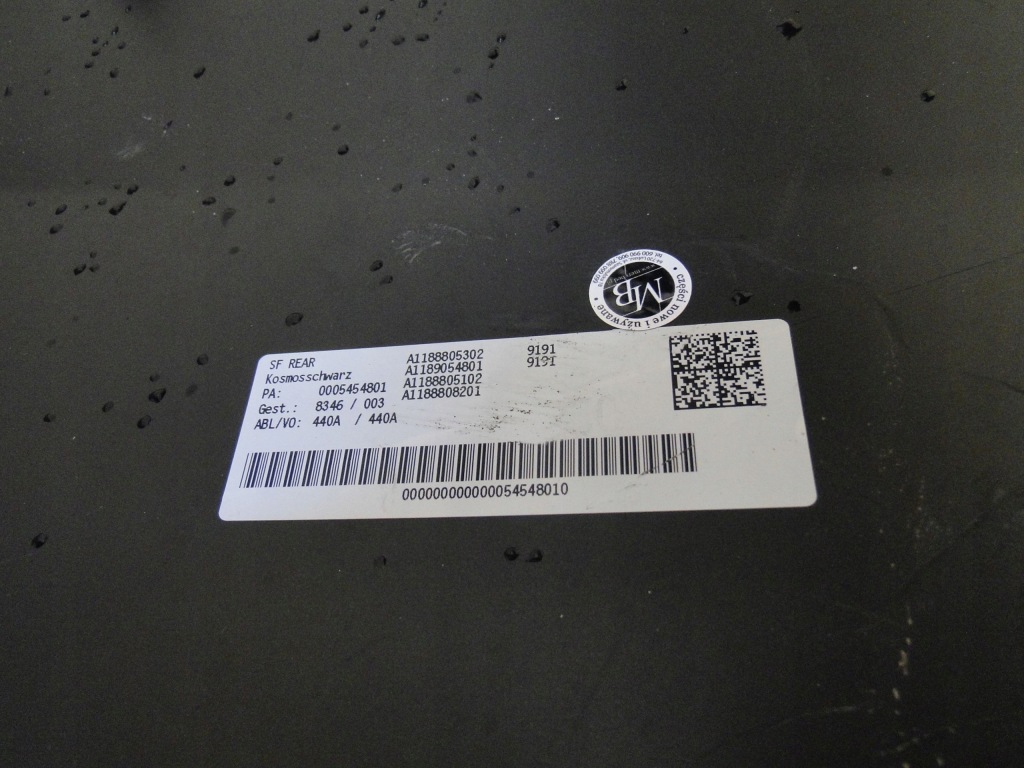 SF REAR
Kosmosschwarz
PA: 0005454801
Gest.: 8346 / 003
ABL/VO: 440A / 440A
A1188805302 9191
A1189054801 9191
A1188805102
A1188808201
000000000000054548010
MB
• części nowe i używane •